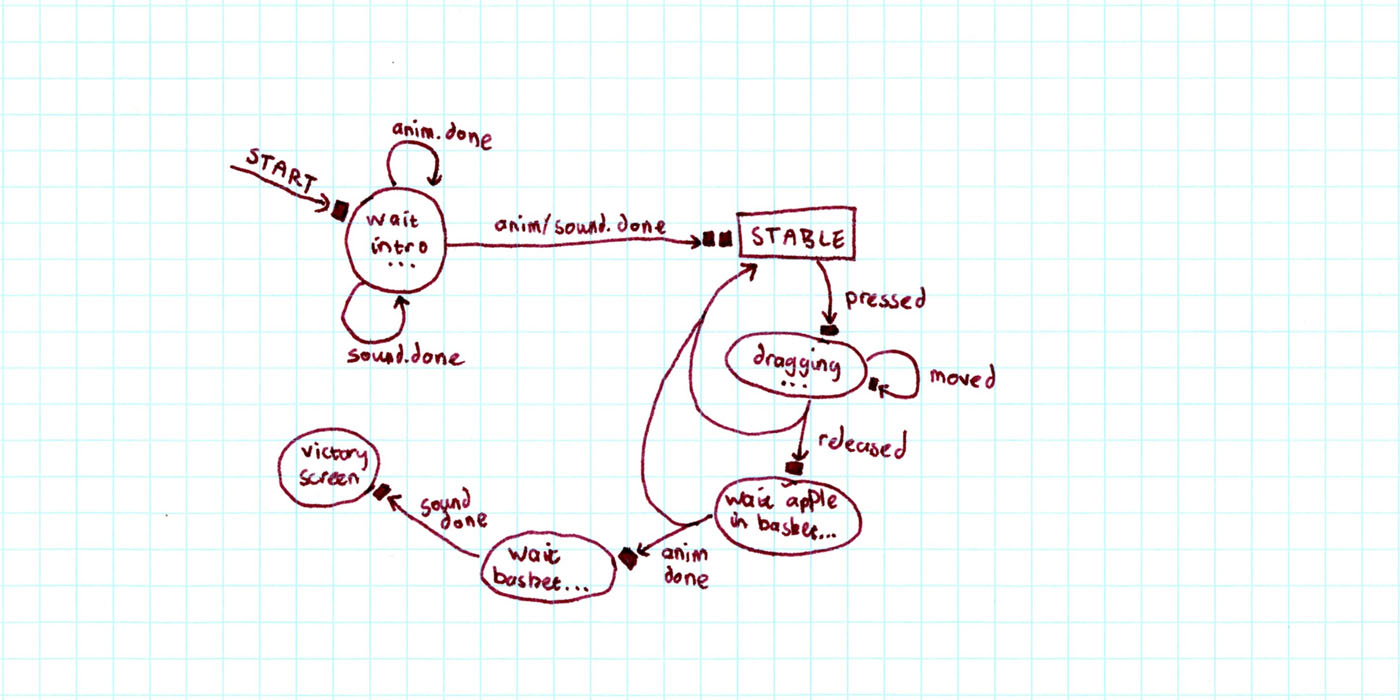 anim.done
START
wait
intro
...
anim/sound.done
STABLE
sound.done
pressed
dragging
...
moved
released
victory
screen
sound
done
wait apple
in basket...
wait
basket...
anim
done